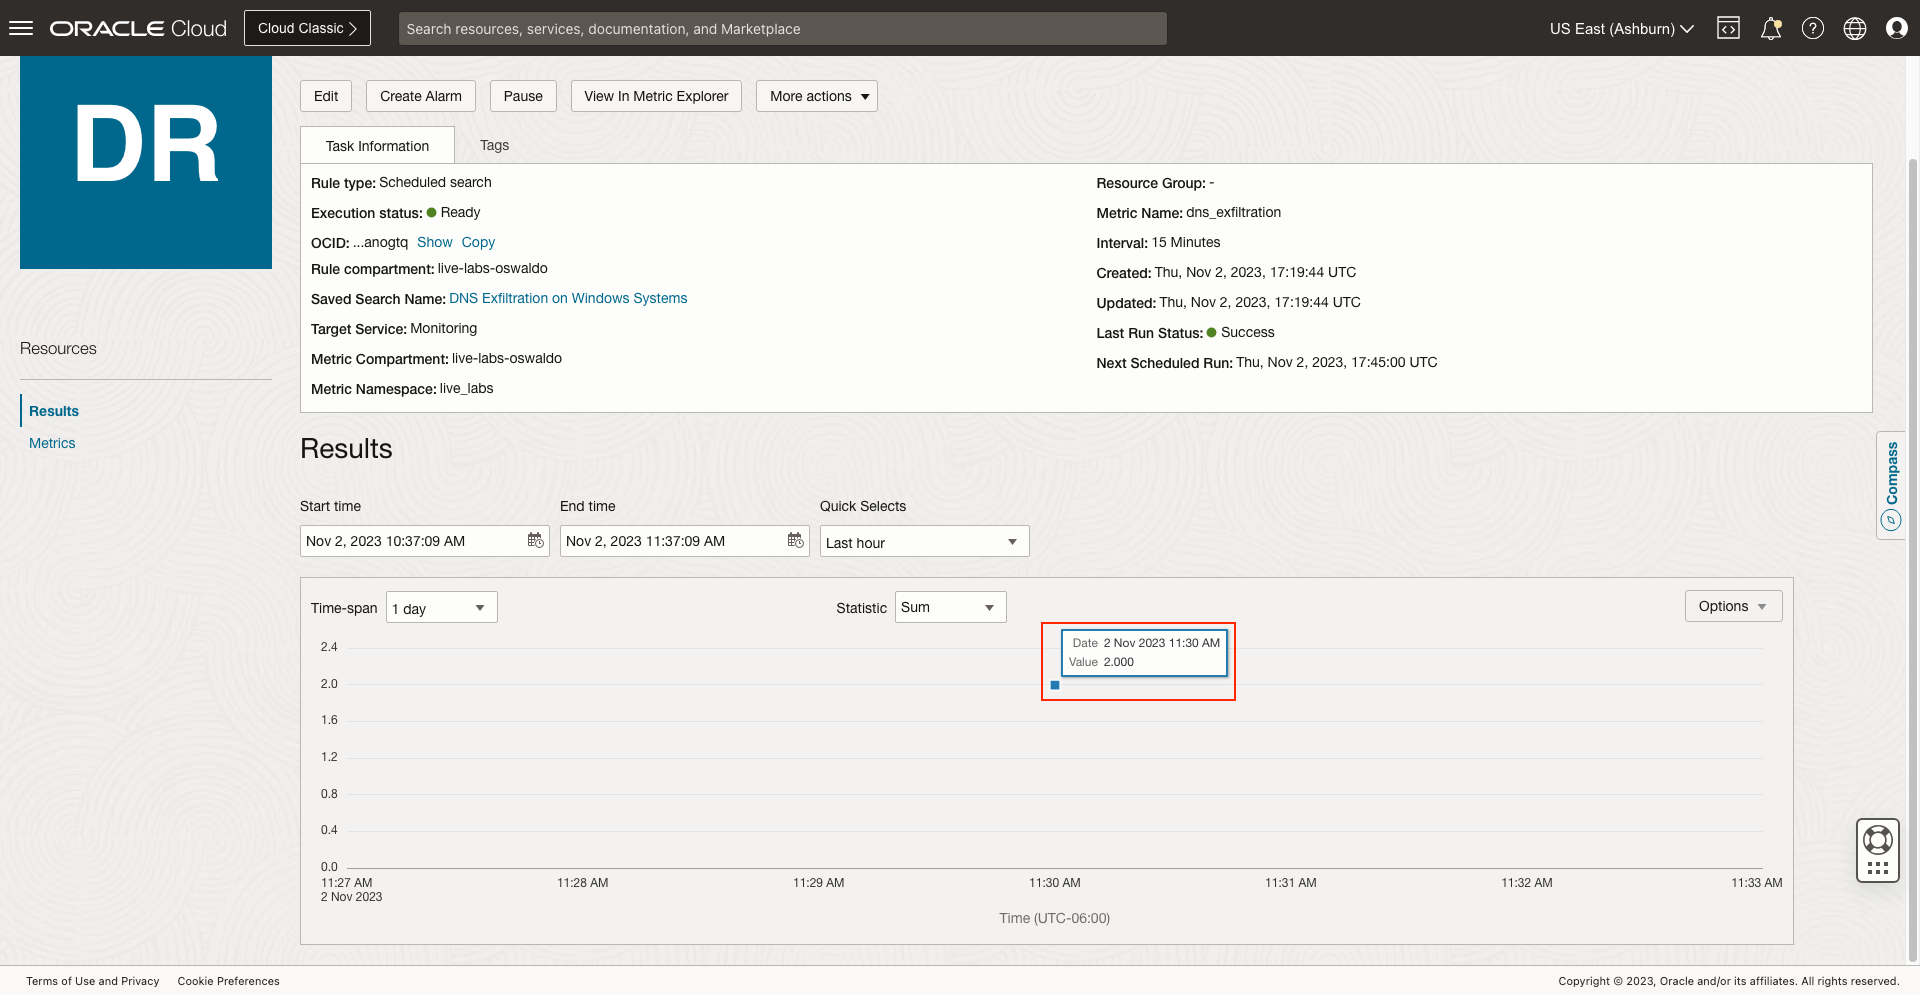 ORACLE Cloud
Cloud Classic
Search resources, services, documentation, and Marketplace
US East (Ashburn)
DR
Edit
Create Alarm
Pause
View In Metric Explorer
More actions
Task Information
Tags
Rule type: Scheduled search
Execution status: Ready
OCID: ...anogtq Show Copy
Rule compartment: live-labs-oswaldo
Saved Search Name: DNS Exfiltration on Windows Systems
Target Service: Monitoring
Metric Compartment: live-labs-oswaldo
Metric Namespace: live_labs
Resource Group: -
Metric Name: dns_exfiltration
Interval: 15 Minutes
Created: Thu, Nov 2, 2023, 17:19:44 UTC
Updated: Thu, Nov 2, 2023, 17:19:44 UTC
Last Run Status: Success
Next Scheduled Run: Thu, Nov 2, 2023, 17:45:00 UTC
Resources
Results
Metrics
Results
Start time
End time
Quick Selects
Nov 2, 2023 10:37:09 AM
Nov 2, 2023 11:37:09 AM
Last hour
Time-span 1 day
Statistic Sum
Options
Date 2 Nov 2023 11:30 AM
Value 2.000
2.4
2.0
1.6
1.2
0.8
0.4
0.0
11:27 AM
2 Nov 2023
11:28 AM
11:29 AM
11:30 AM
11:31 AM
11:32 AM
11:33 AM
Time (UTC-06:00)
Compass
Terms of Use and Privacy
Cookie Preferences
Copyright © 2023, Oracle and/or its affiliates. All rights reserved.